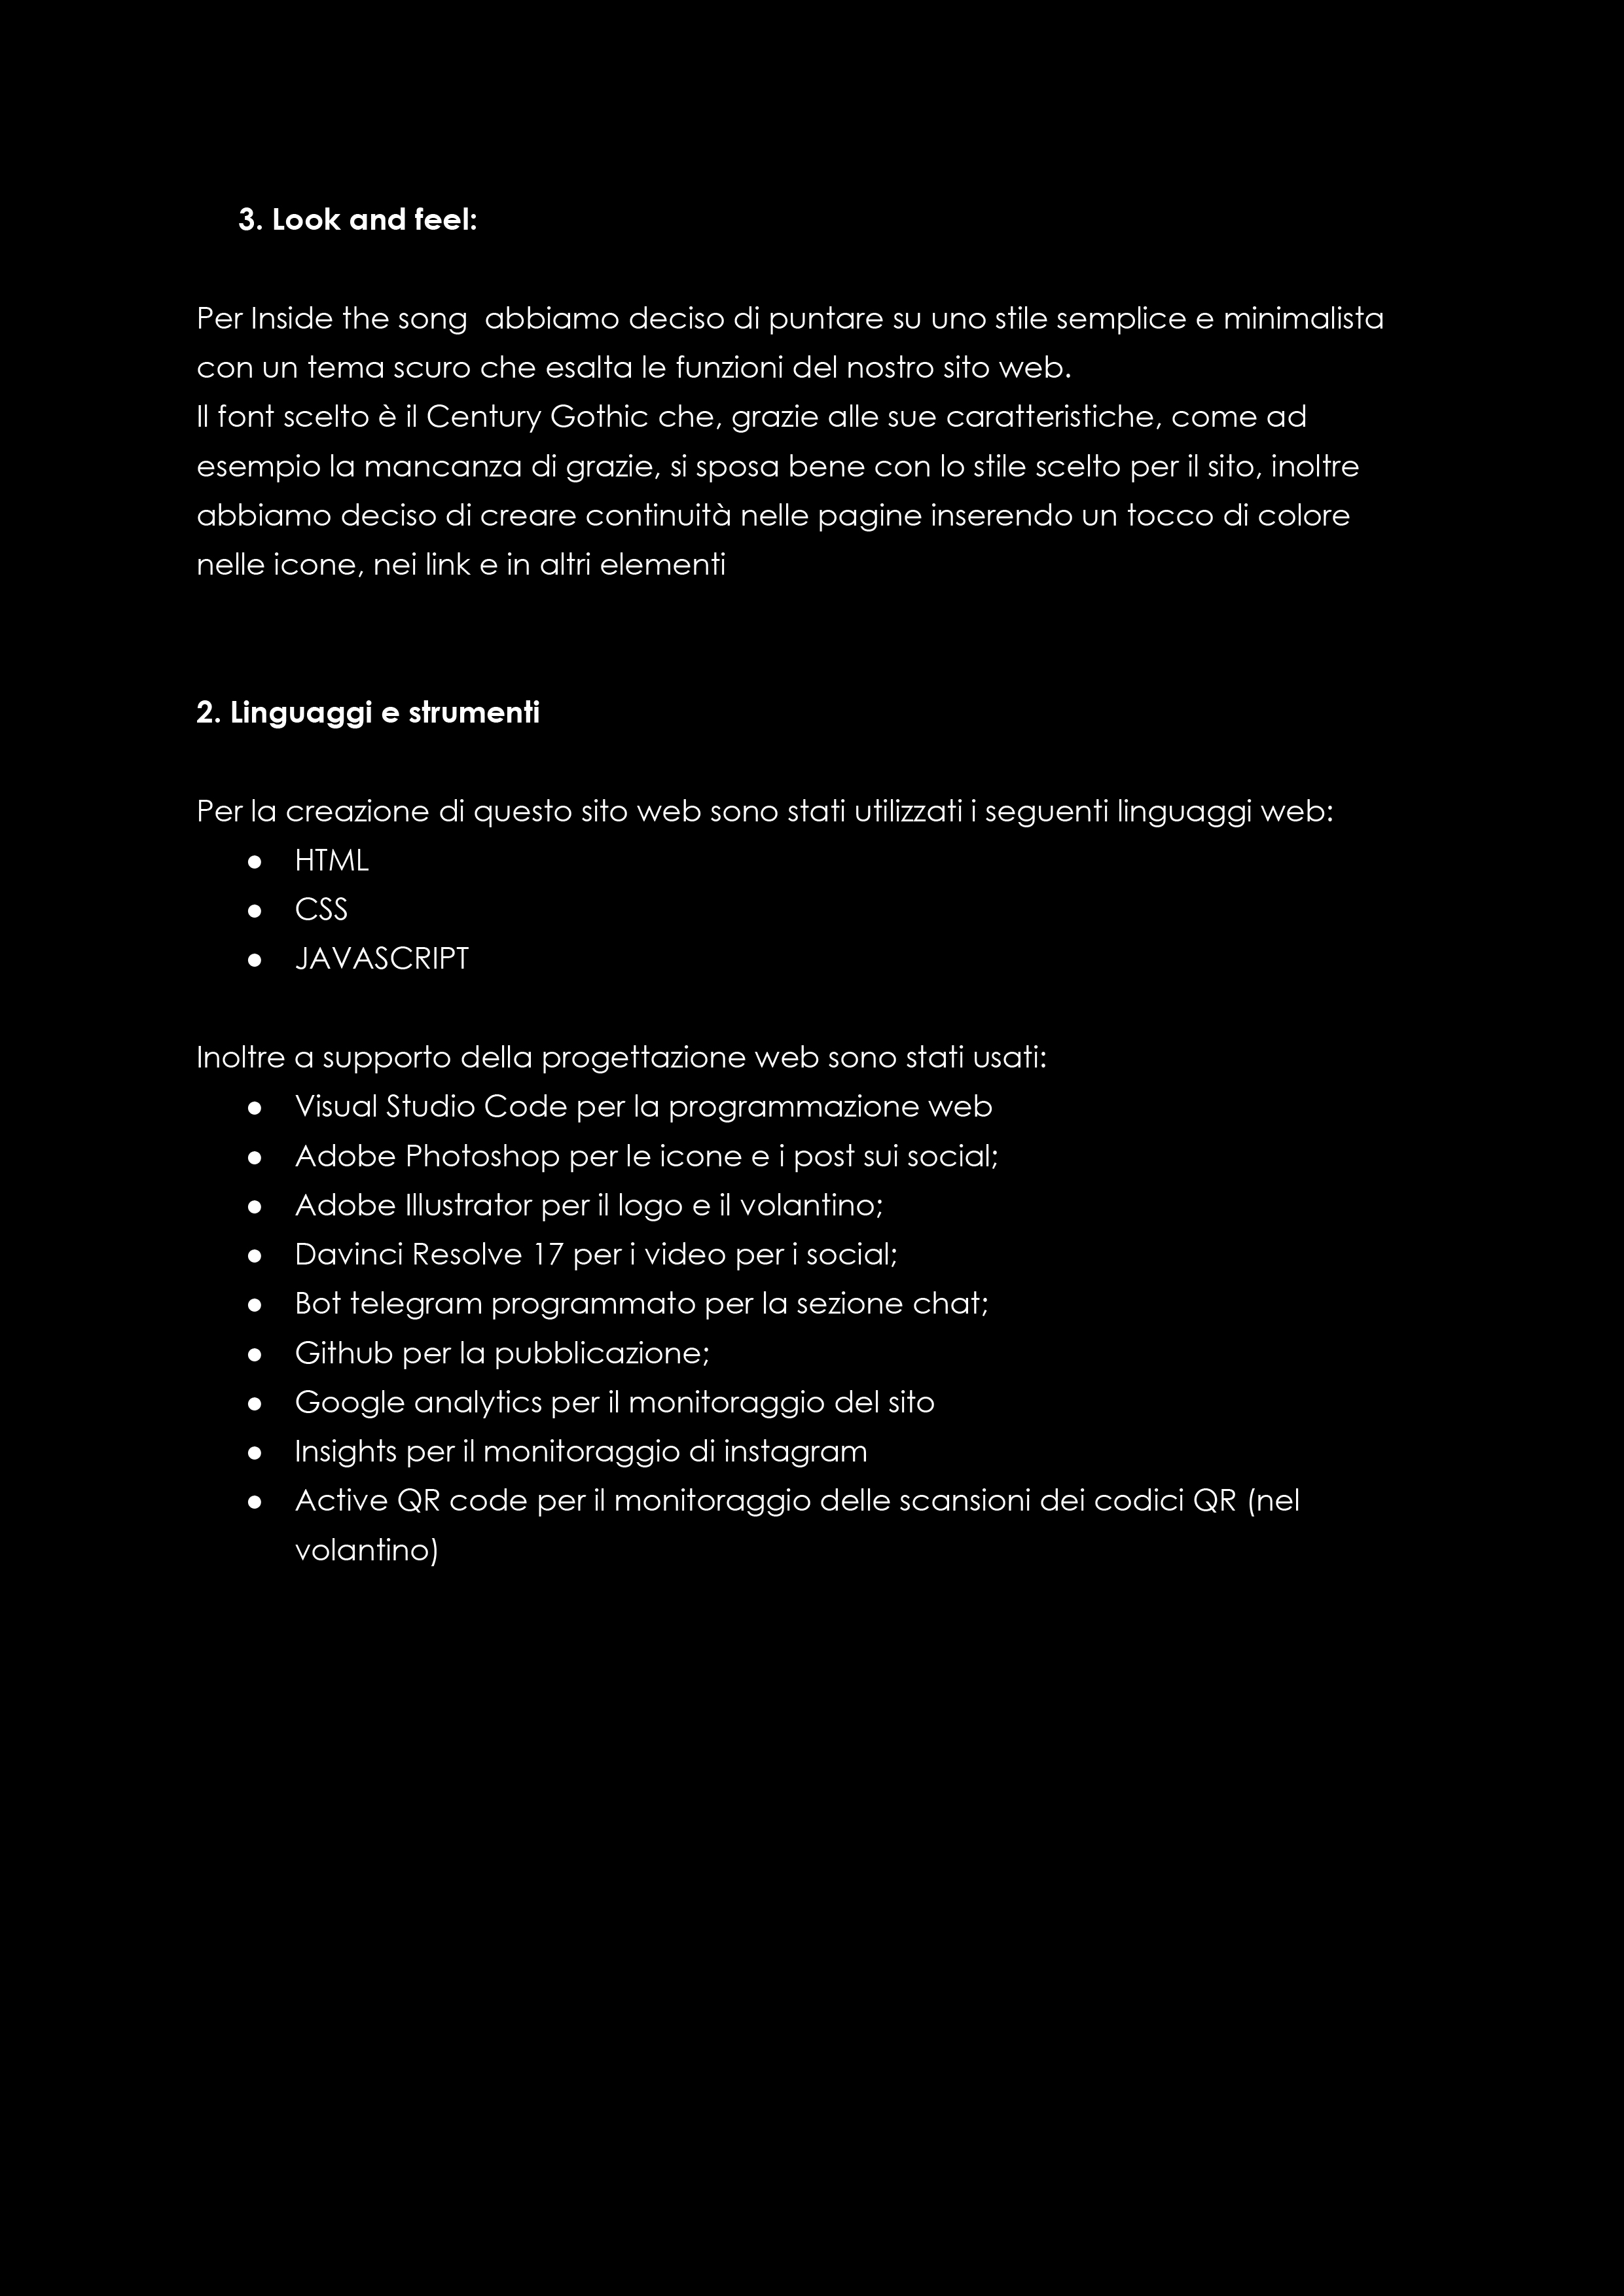 3. Look and feel:
Per Inside the song  abbiamo deciso di puntare su uno stile semplice e minimalista
con un tema scuro che esalta le funzioni del nostro sito web.
Il font scelto è il Century Gothic che, grazie alle sue caratteristiche, come ad
esempio la mancanza di grazie, si sposa bene con lo stile scelto per il sito, inoltre
abbiamo deciso di creare continuità nelle pagine inserendo un tocco di colore
nelle icone, nei link e in altri elementi
2. Linguaggi e strumenti
Per la creazione di questo sito web sono stati utilizzati i seguenti linguaggi web:
● HTML
● CSS
● JAVASCRIPT
Inoltre a supporto della progettazione web sono stati usati:
● Visual Studio Code per la programmazione web
● Adobe Photoshop per le icone e i post sui social;
● Adobe Illustrator per il logo e il volantino;
● Davinci Resolve 17 per i video per i social;
● Bot telegram programmato per la sezione chat;
● Github per la pubblicazione;
● Google analytics per il monitoraggio del sito
● Insights per il monitoraggio di instagram
● Active QR code per il monitoraggio delle scansioni dei codici QR (nel
volantino)